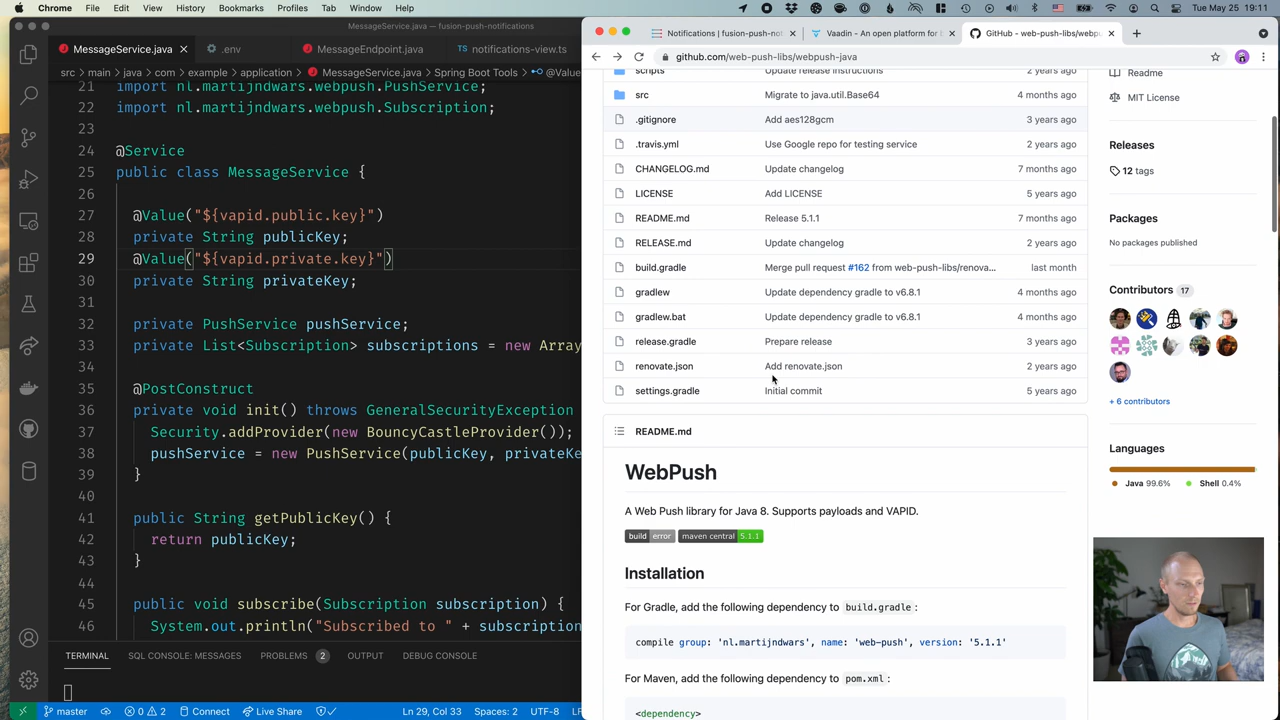 Chrome File Edit View History Bookmarks Profiles Tab Window Help
Tue 29. Jun 19:11
MessageService.java — fusion-push-notifications
MessageService.java
.env
MessageEndpoint.java
TS notifications-view.ts
src > main > java > com > example > application > MessageService.java > Spring Boot Tools > @Value
21 import nl.martijndwars.webpush.PushService;
22 import nl.martijndwars.webpush.Subscription;
23
24 @Service
25 public class MessageService {
26
27 @Value("${vapid.public.key}")
28 private String publicKey;
29 @Value("${vapid.private.key}")
30 private String privateKey;
31
32 private PushService pushService;
33 private List<Subscription> subscriptions = new Array
34
35 @PostConstruct
36 private void init() throws GeneralSecurityException
37 Security.addProvider(new BouncyCastleProvider());
38 pushService = new PushService(publicKey, privateKe
39 }
40
41 public String getPublicKey() {
42 return publicKey;
43 }
44
45 public void subscribe(Subscription subscription) {
46 System.out.println("Subscribed to " + subscription
TERMINAL SQL CONSOLE: MESSAGES PROBLEMS 2 OUTPUT DEBUG CONSOLE
master 0 2 Connect Live Share Ln 29, Col 33 Spaces: 2 UTF-8 LF
Notifications | fusion-push-not
Vaadin - An open platform for b
GitHub - web-push-libs/webpu
github.com/web-push-libs/webpush-java
scripts Update release instructions 2 years ago
src Migrate to java.util.Base64 4 months ago
.gitignore Add aes128gcm 3 years ago
.travis.yml Use Google repo for testing service 2 years ago
CHANGELOG.md Update changelog 7 months ago
LICENSE Add LICENSE 5 years ago
README.md Release 5.1.1 7 months ago
RELEASE.md Update changelog 2 years ago
build.gradle Merge pull request #162 from web-push-libs/renova... last month
gradlew Update dependency gradle to v6.8.1 4 months ago
gradlew.bat Update dependency gradle to v6.8.1 4 months ago
release.gradle Prepare release 3 years ago
renovate.json Add renovate.json 2 years ago
settings.gradle Initial commit 5 years ago
README.md
WebPush
A Web Push library for Java 8. Supports payloads and VAPID.
build error maven central 5.1.1
Installation
For Gradle, add the following dependency to build.gradle :
compile group: 'nl.martijndwars', name: 'web-push', version: '5.1.1'
For Maven, add the following dependency to pom.xml :
<dependency>
Readme
MIT License
Releases
12 tags
Packages
No packages published
Contributors 17
+ 6 contributors
Languages
Java 99.6% Shell 0.4%